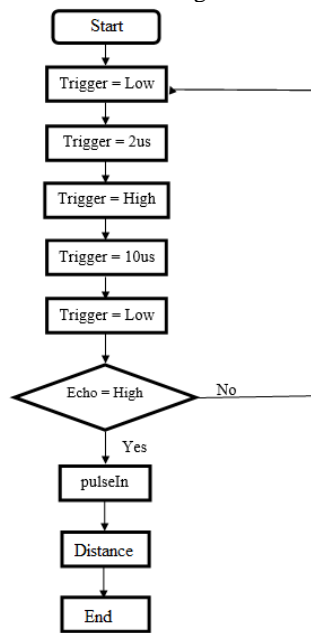 Start
Trigger = Low
Trigger = 2us
Trigger = High
Trigger = 10us
Trigger = Low
Echo = High
No
Yes
pulseIn
Distance
End